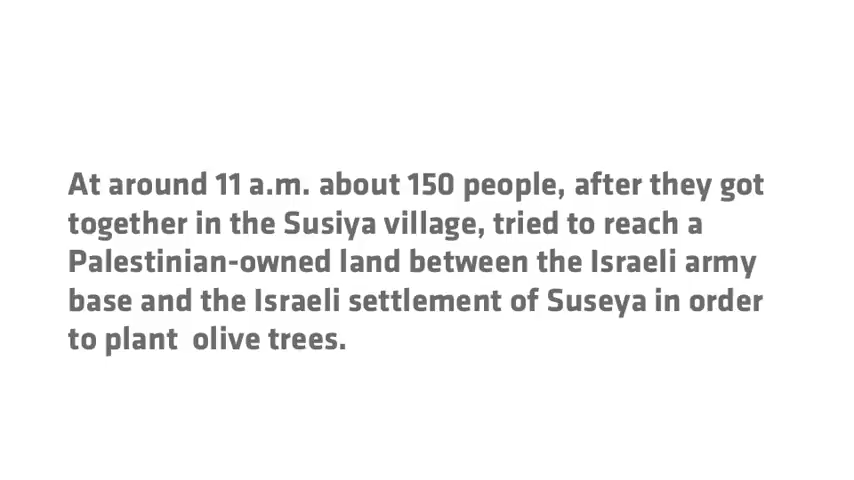 At around 11 a.m. about 150 people, after they got
together in the Susiya village, tried to reach a
Palestinian-owned land between the Israeli army
base and the Israeli settlement of Suseya in order
to plant  olive trees.